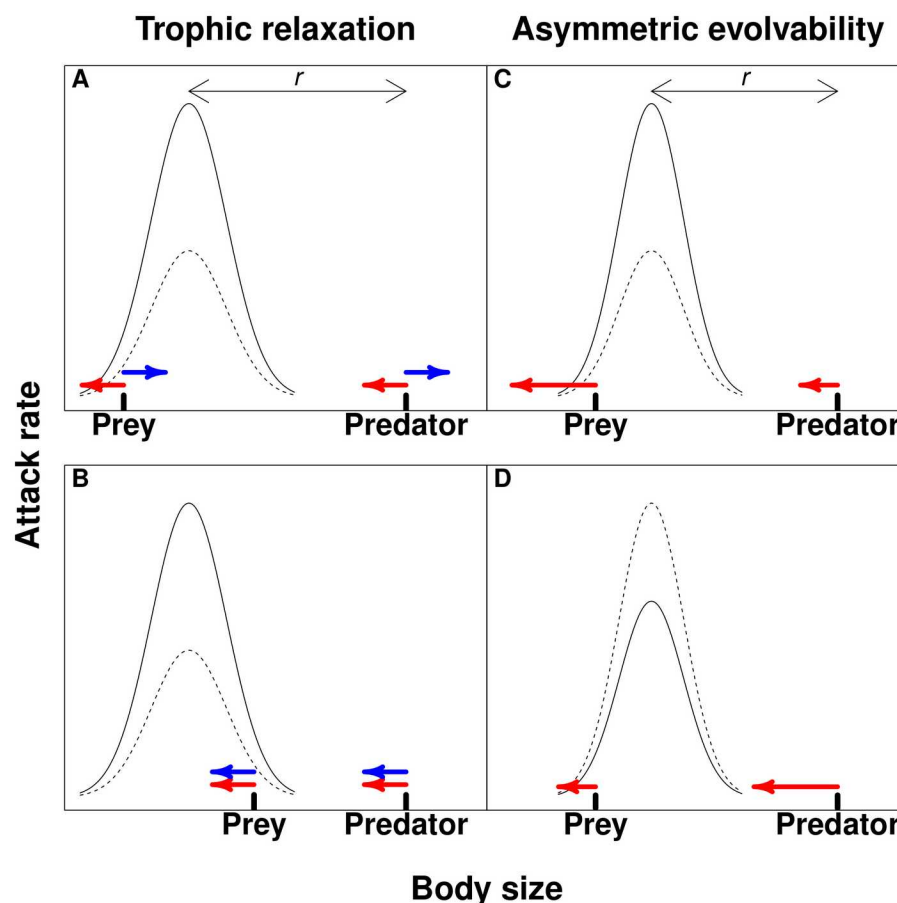 Trophic relaxation
Asymmetric evolvability
A
r
Prey
Predator
C
r
Prey
Predator
B
Prey
Predator
D
Prey
Predator
Attack rate
Body size